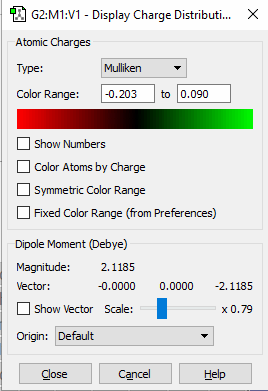 G2:M1:V1 - Display Charge Distributi...
Atomic Charges
Type: Mulliken
Color Range: -0.203 to 0.090
Show Numbers
Color Atoms by Charge
Symmetric Color Range
Fixed Color Range (from Preferences)
Dipole Moment (Debye)
Magnitude: 2.1185
Vector: -0.0000 0.0000 -2.1185
Show Vector Scale: x 0.79
Origin: Default
Close Cancel Help